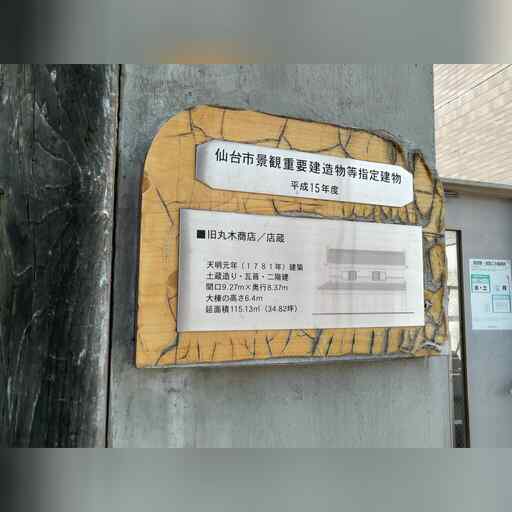 仙台市景観重要建造物等指定建物
平成15年度
■旧丸木商店／店蔵
天明元年（１７８１年）建築
土蔵造り・瓦葺・二階建
間口9.27m×奥行8.37m
大棟の高さ6.4m
延面積115.13㎡（34.82坪）